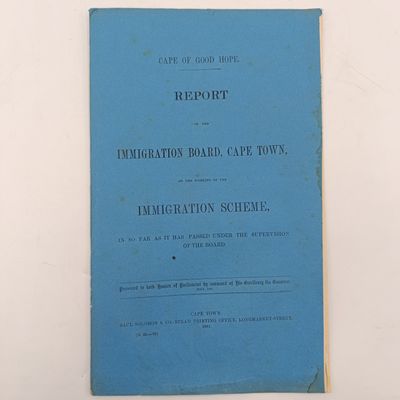 CAPE OF GOOD HOPE.
REPORT
OF THE
IMMIGRATION BOARD, CAPE TOWN,
ON THE WORKING OF THE
IMMIGRATION SCHEME,
IN SO FAR AS IT HAS PASSED UNDER THE SUPERVISION
OF THE BOARD.
Presented to both Houses of Parliament by command of His Excellency the Governor.
CAPE TOWN:
SAUL SOLOMON & CO., STEAM PRINTING OFFICE, LONGMARKET-STREET.